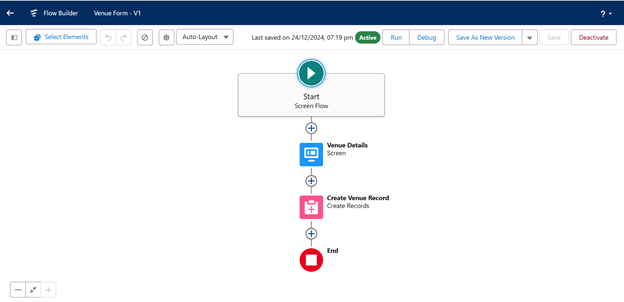 Flow Builder Venue Form - V1 ?
Select Elements Auto-Layout Last saved on 24/12/2024, 07:19 pm Active Run Debug Save As New Version Save Deactivate
Start
Screen Flow
Venue Details
Screen
Create Venue Record
Create Records
End